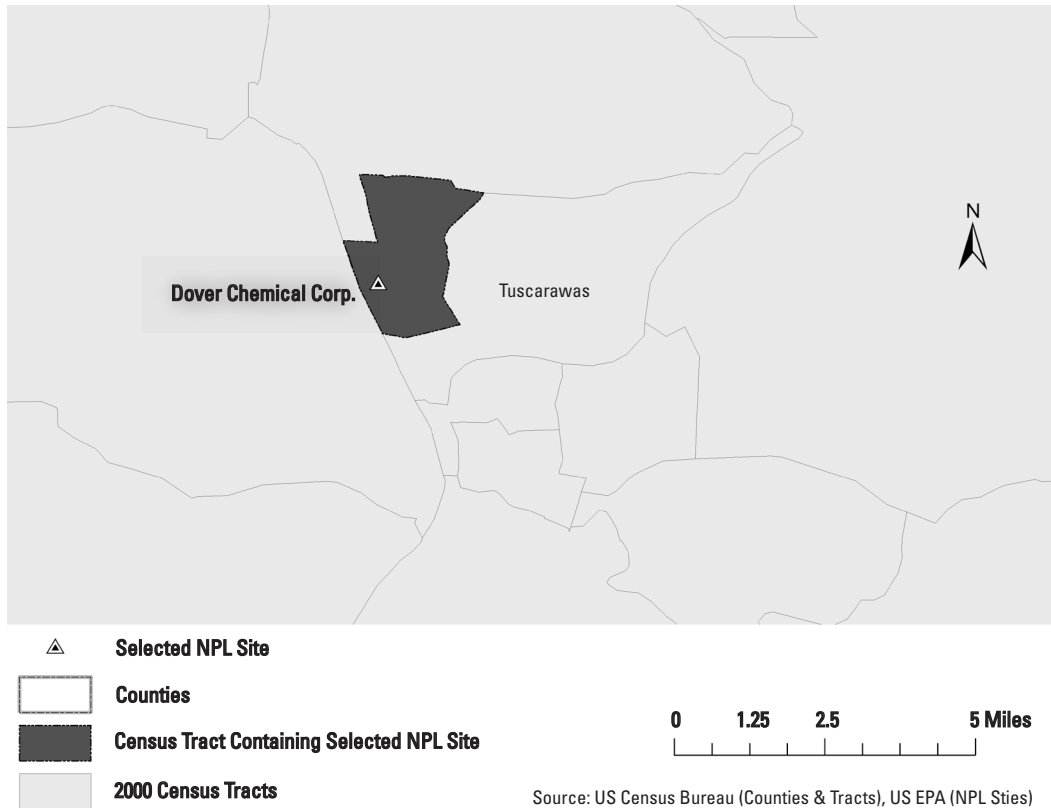 N
Dover Chemical Corp.
Tuscarawas
Selected NPL Site
Counties
Census Tract Containing Selected NPL Site
2000 Census Tracts
0 1.25 2.5 5 Miles
Source: US Census Bureau (Counties & Tracts), US EPA (NPL Sties)